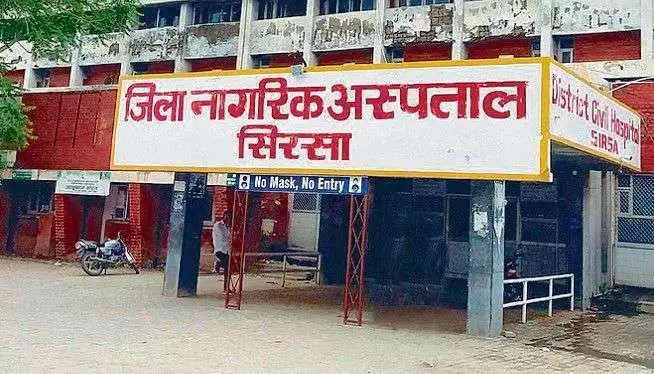 जिला नागरिक अस्पताल
सिरसा
District Civil Hospital
SIRSA
No Mask, No Entry